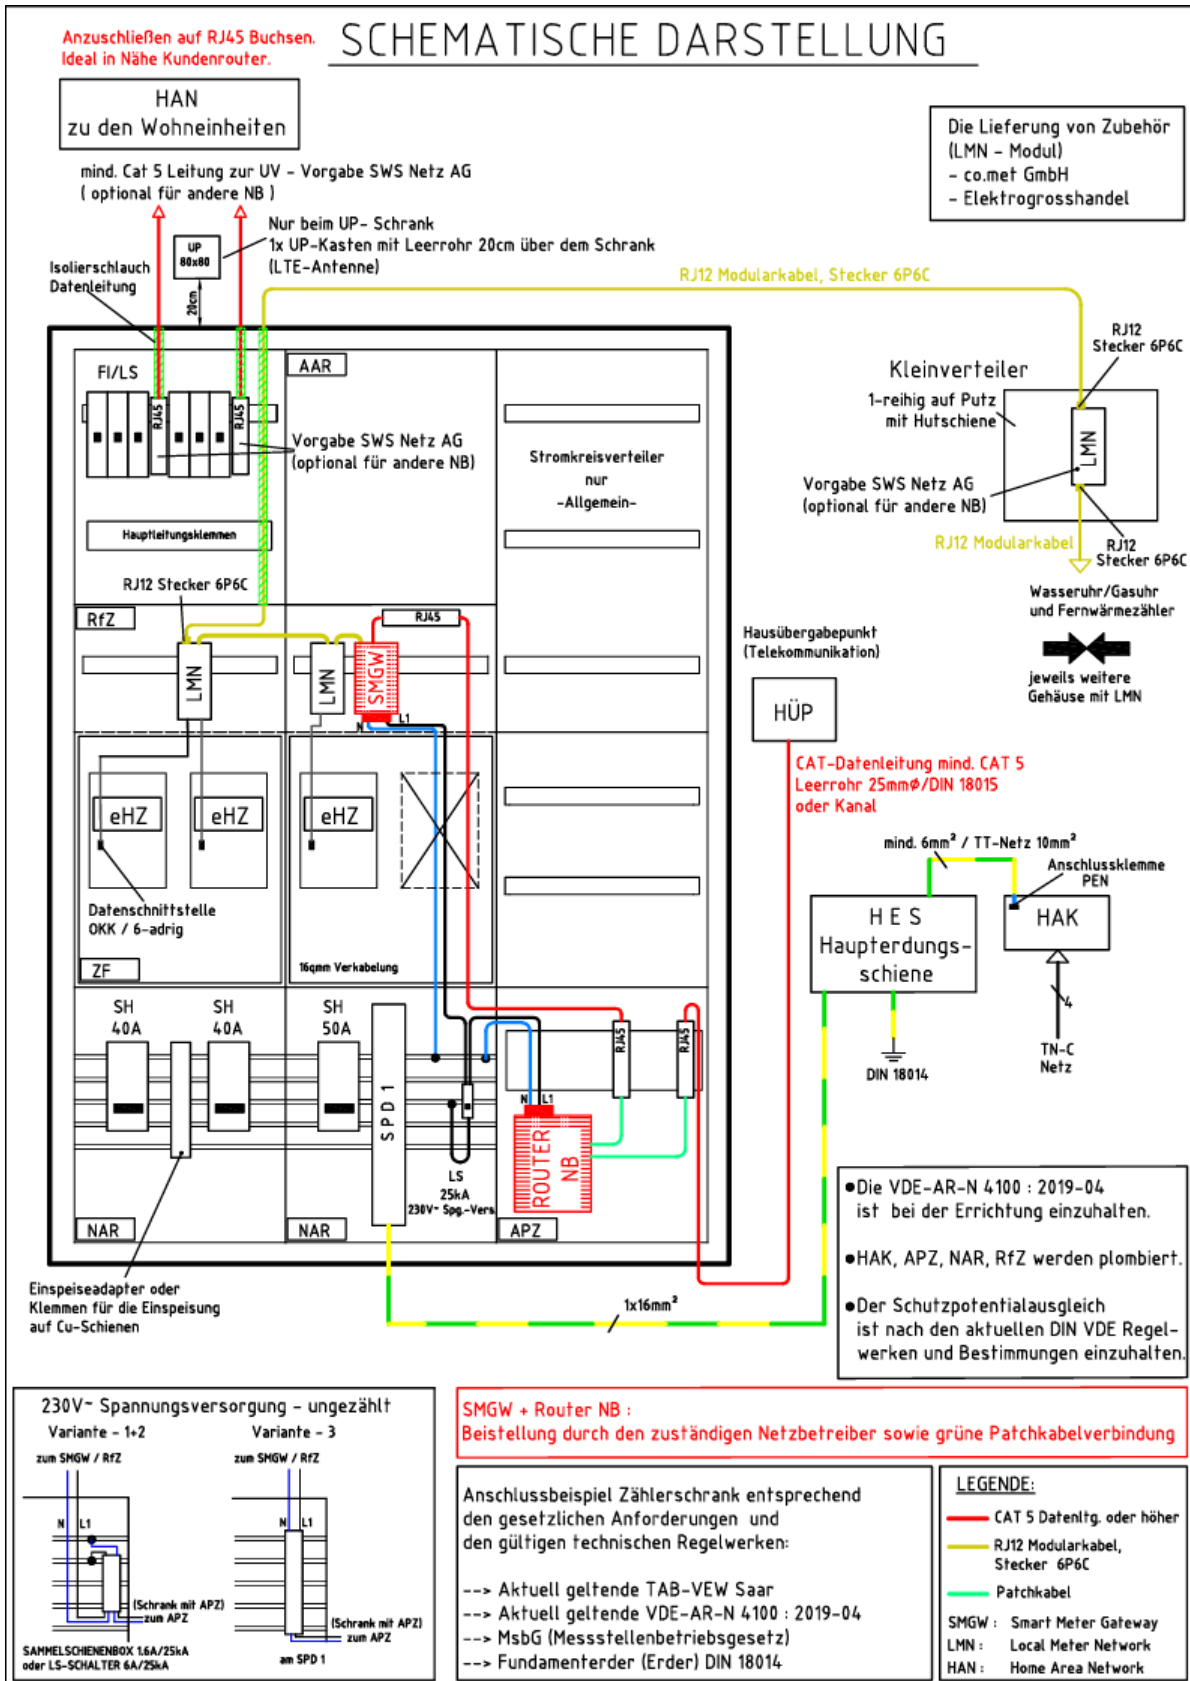 Anzuschließen auf RJ45 Buchsen.
Ideal in Nähe Kundenrouter.
SCHEMATISCHE DARSTELLUNG
HAN
zu den Wohneinheiten
Die Lieferung von Zubehör
(LMN - Modul)
- co.met GmbH
- Elektrogrosshandel
mind. Cat 5 Leitung zur UV - Vorgabe SWS Netz AG
( optional für andere NB )
Nur beim UP- Schrank
1x UP-Kasten mit Leerrohr 20cm über dem Schrank
(LTE-Antenne)
UP
80x80
20cm
Isolierschlauch
Datenleitung
RJ12 Modularkabel, Stecker 6P6C
RJ12
Stecker 6P6C
Kleinverteiler
1-reihig auf Putz
mit Hutschiene
LMN
Vorgabe SWS Netz AG
(optional für andere NB)
RJ12 Modularkabel
RJ12
Stecker 6P6C
Wasseruhr/Gasuhr
und Fernwärmezähler
jeweils weitere
Gehäuse mit LMN
FI/LS
RJ45
RJ45
AAR
Vorgabe SWS Netz AG
(optional für andere NB)
Stromkreisverteiler
nur
-Allgemein-
Hauptleitungsklemmen
RJ12 Stecker 6P6C
RfZ
RJ45
LMN
LMN
SMGW
N
L1
Hausübergabepunkt
(Telekommunikation)
HÜP
CAT-Datenleitung mind. CAT 5
Leerrohr 25mmØ/DIN 18015
oder Kanal
eHZ
eHZ
eHZ
Datenschnittstelle
OKK / 6-adrig
ZF
16qmm Verkabelung
mind. 6mm² / TT-Netz 10mm²
Anschlussklemme
PEN
HES
Haupterdungs-
schiene
HAK
4
TN-C
Netz
DIN 18014
SH
40A
SH
40A
SH
50A
SPD 1
RJ45
RJ45
N
L1
ROUTER
NB
LS
25kA
230V~ Spg.-Vers.
NAR
NAR
APZ
Einspeiseadapter oder
Klemmen für die Einspeisung
auf Cu-Schienen
1x16mm²
●Die VDE-AR-N 4100 : 2019-04
ist bei der Errichtung einzuhalten.
●HAK, APZ, NAR, RfZ werden plombiert.
●Der Schutzpotentialausgleich
ist nach den aktuellen DIN VDE Regel-
werken und Bestimmungen einzuhalten.
230V~ Spannungsversorgung - ungezählt
Variante - 1+2
Variante - 3
zum SMGW / RfZ
zum SMGW / RfZ
N
L1
N
L1
(Schrank mit APZ)
zum APZ
(Schrank mit APZ)
zum APZ
SAMMELSCHIENENBOX 1.6A/25kA
oder LS-SCHALTER 6A/25kA
am SPD 1
SMGW + Router NB :
Beistellung durch den zuständigen Netzbetreiber sowie grüne Patchkabelverbindung
Anschlussbeispiel Zählerschrank entsprechend
den gesetzlichen Anforderungen und
den gültigen technischen Regelwerken:
--> Aktuell geltende TAB-VEW Saar
--> Aktuell geltende VDE-AR-N 4100 : 2019-04
--> MsbG (Messstellenbetriebsgesetz)
--> Fundamenterder (Erder) DIN 18014
LEGENDE:
CAT 5 Datenltg. oder höher
RJ12 Modularkabel,
Stecker 6P6C
Patchkabel
SMGW : Smart Meter Gateway
LMN : Local Meter Network
HAN : Home Area Network